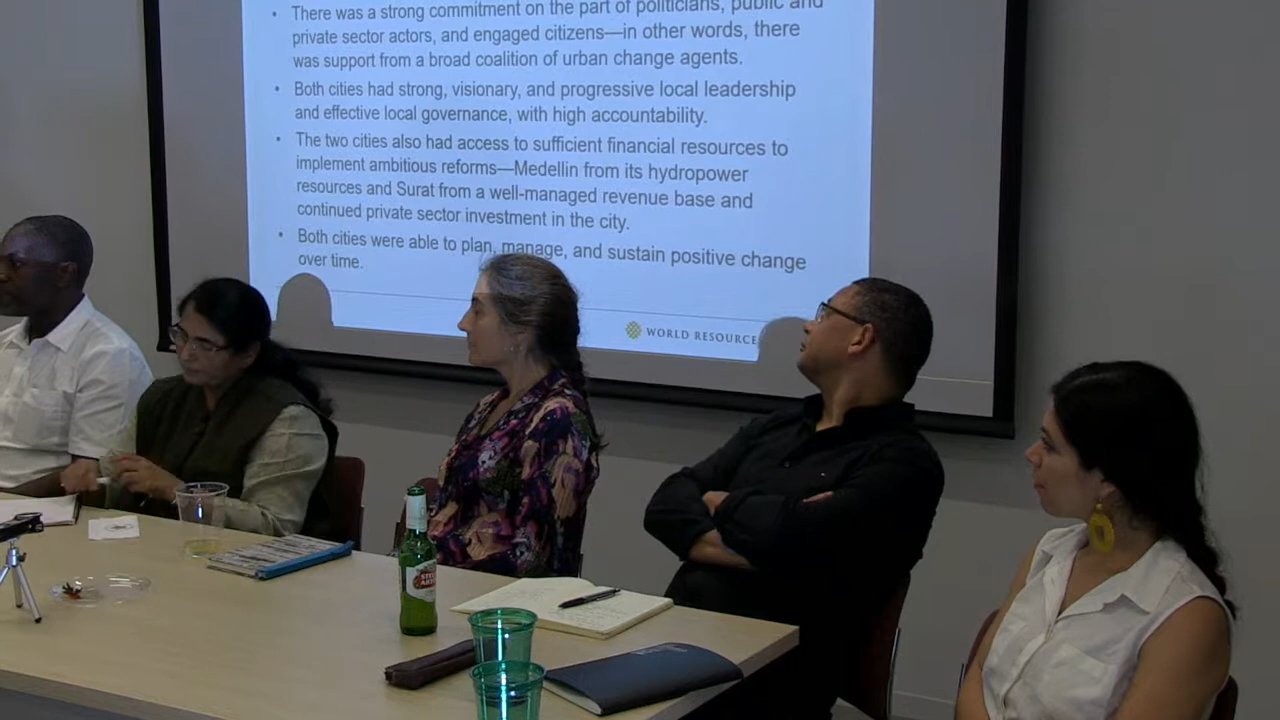 • There was a strong commitment on the part of politicians, public and
private sector actors, and engaged citizens—in other words, there
was support from a broad coalition of urban change agents.
• Both cities had strong, visionary, and progressive local leadership
and effective local governance, with high accountability.
• The two cities also had access to sufficient financial resources to
implement ambitious reforms—Medellin from its hydropower
resources and Surat from a well-managed revenue base and
continued private sector investment in the city.
• Both cities were able to plan, manage, and sustain positive change
over time.
WORLD RESOURCE
STELLA
ARTOIS